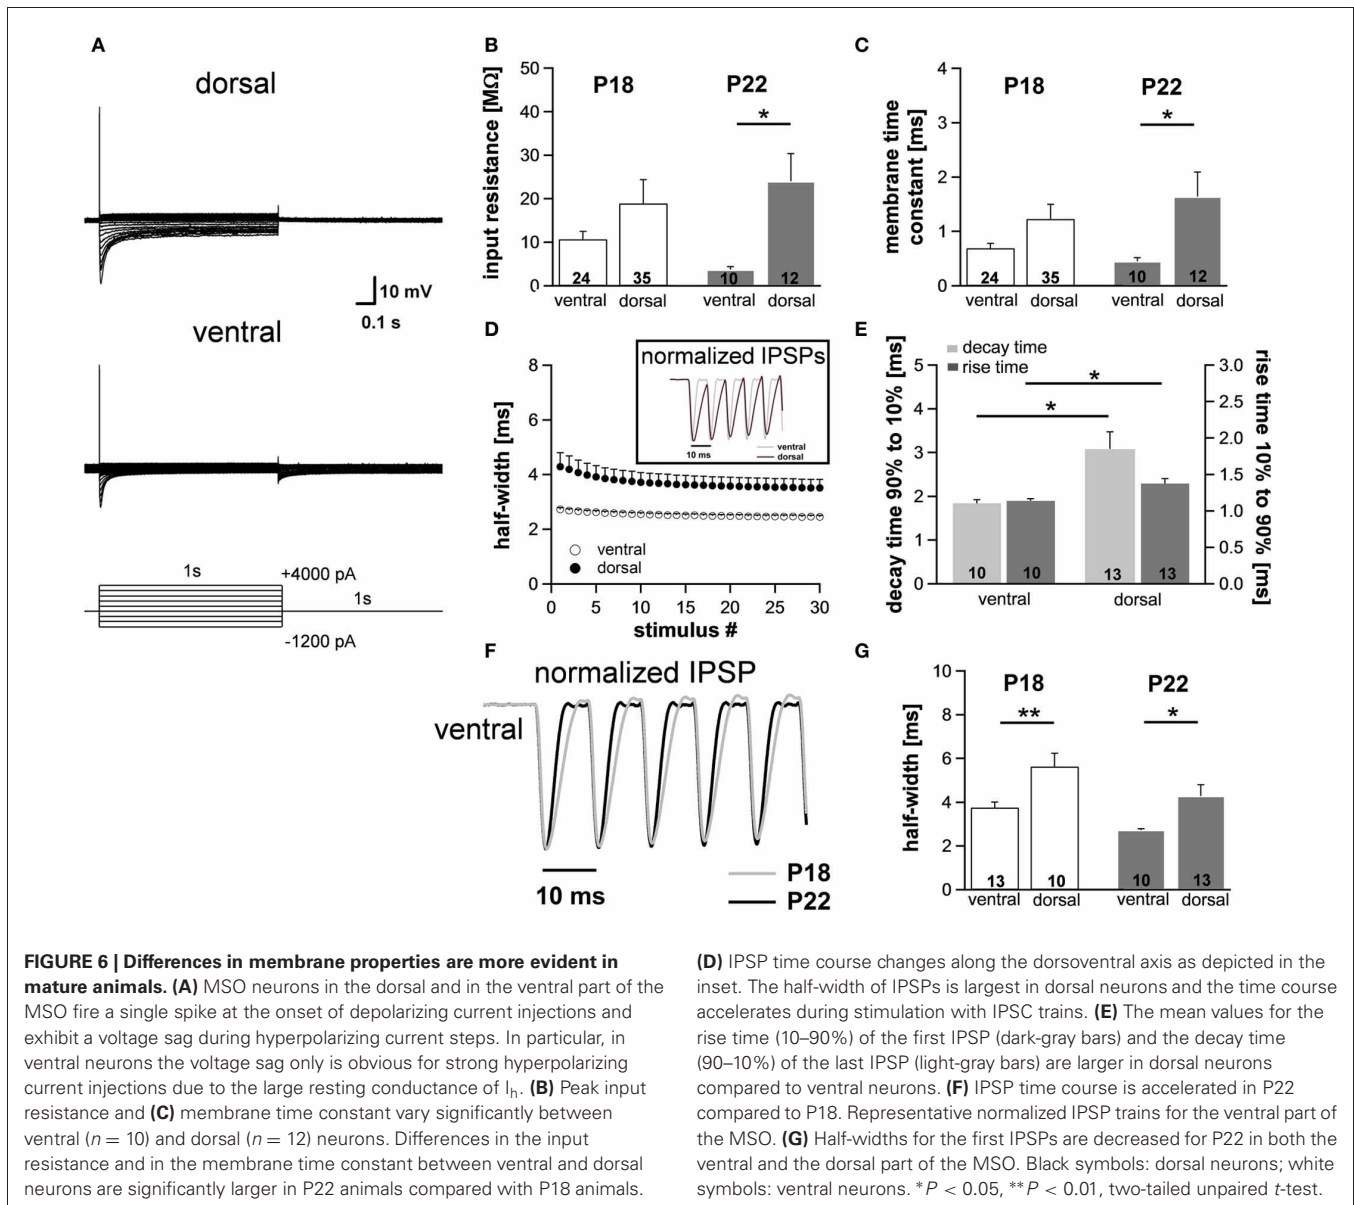 A
dorsal
10 mV
0.1 s
ventral
1s
+4000 pA
1s
-1200 pA
B
input resistance [MΩ]
50
40
30
20
10
0
P18
P22
*
24
35
10
12
ventral
dorsal
ventral
dorsal
C
membrane time
constant [ms]
4
3
2
1
0
P18
P22
*
24
35
10
12
ventral
dorsal
ventral
dorsal
D
half-width [ms]
8
6
4
2
0
normalized IPSPs
10 ms
ventral
dorsal
ventral
dorsal
0
5
10
15
20
25
30
stimulus #
E
decay time
rise time
decay time 90% to 10% [ms]
5
4
3
2
1
0
*
*
10
10
13
13
ventral
dorsal
3.0
2.5
2.0
1.5
1.0
0.5
0.0
rise time 10% to 90% [ms]
F
normalized IPSP
ventral
10 ms
P18
P22
G
half-width [ms]
10
8
6
4
2
0
P18
P22
**
*
13
10
10
13
ventral
dorsal
ventral
dorsal
FIGURE 6 | Differences in membrane properties are more evident in
mature animals. (A) MSO neurons in the dorsal and in the ventral part of the
MSO fire a single spike at the onset of depolarizing current injections and
exhibit a voltage sag during hyperpolarizing current steps. In particular, in
ventral neurons the voltage sag only is obvious for strong hyperpolarizing
current injections due to the large resting conductance of Ih. (B) Peak input
resistance and (C) membrane time constant vary significantly between
ventral (n = 10) and dorsal (n = 12) neurons. Differences in the input
resistance and in the membrane time constant between ventral and dorsal
neurons are significantly larger in P22 animals compared with P18 animals.
(D) IPSP time course changes along the dorsoventral axis as depicted in the
inset. The half-width of IPSPs is largest in dorsal neurons and the time course
accelerates during stimulation with IPSC trains. (E) The mean values for the
rise time (10–90%) of the first IPSP (dark-gray bars) and the decay time
(90–10%) of the last IPSP (light-gray bars) are larger in dorsal neurons
compared to ventral neurons. (F) IPSP time course is accelerated in P22
compared to P18. Representative normalized IPSP trains for the ventral part of
the MSO. (G) Half-widths for the first IPSPs are decreased for P22 in both the
ventral and the dorsal part of the MSO. Black symbols: dorsal neurons; white
symbols: ventral neurons. *P < 0.05, **P < 0.01, two-tailed unpaired t-test.